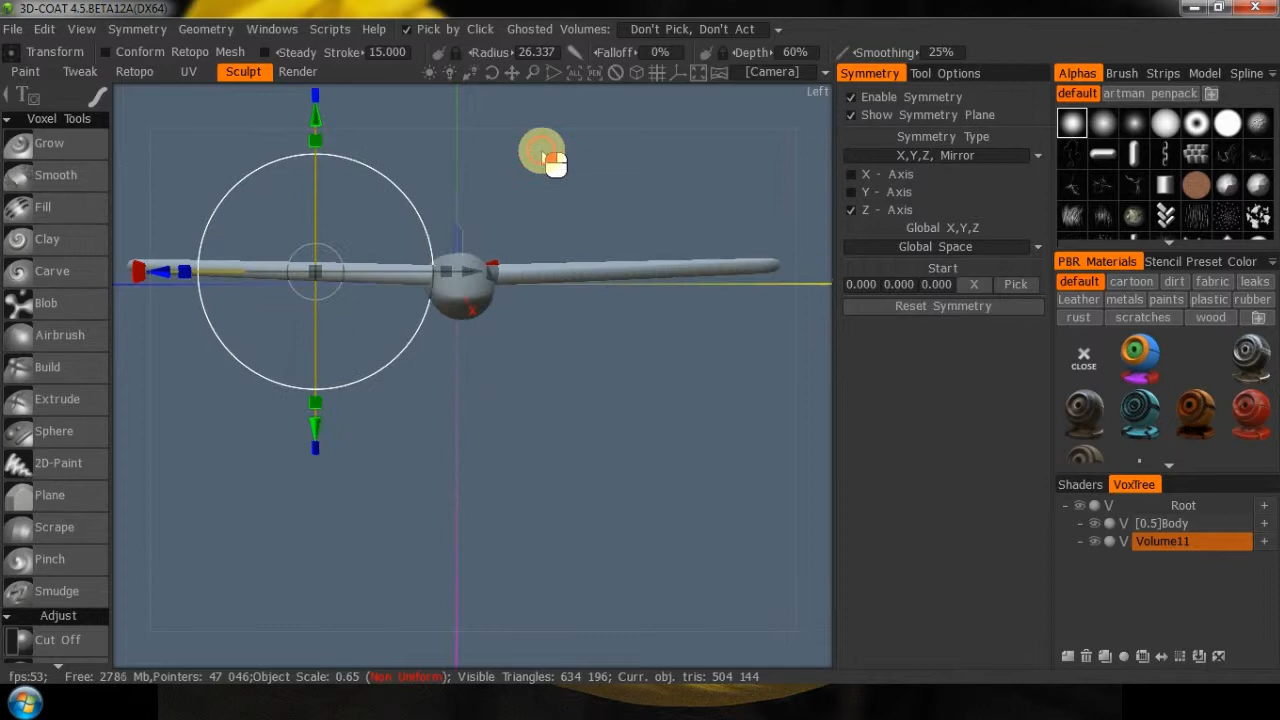 3D-COAT 4.5.BETA12A(DX64)
File Edit View Symmetry Geometry Windows Scripts Help Pick by Click Ghosted Volumes: Don't Pick, Don't Act
Transform Conform Retopo Mesh Steady Stroke: 15.000 Radius: 26.337 Falloff: 0% Depth: 60% Smoothing: 25%
Paint Tweak Retopo UV Sculpt Render [Camera] Symmetry Tool Options Alphas Brush Strips Model Spline
Left
default artman penpack
Voxel Tools
Grow
Smooth
Fill
Clay
Carve
Blob
Airbrush
Build
Extrude
Sphere
2D-Paint
Plane
Scrape
Pinch
Smudge
Adjust
Cut Off
X
Enable Symmetry
Show Symmetry Plane
Symmetry Type
X,Y,Z, Mirror
X - Axis
Y - Axis
Z - Axis
Global X,Y,Z
Global Space
Start
0.000 0.000 0.000 X Pick
Reset Symmetry
PBR Materials Stencil Preset Color
default cartoon dirt fabric leaks
Leather metals paints plastic rubber
rust scratches wood
CLOSE
Shaders VoxTree
V Root +
V [0.5]Body +
V Volume11 +
fps:53; Free: 2786 Mb,Pointers: 47 046;Object Scale: 0.65 (Non Uniform); Visible Triangles: 634 196; Curr. obj. tris: 504 144